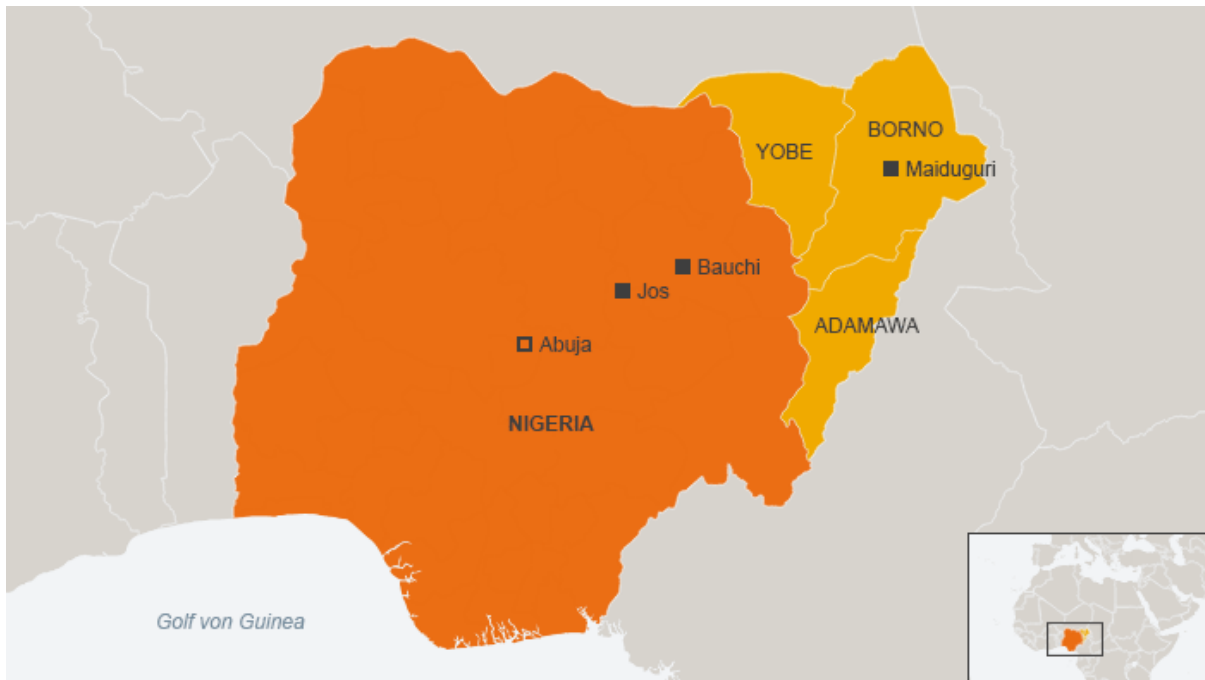 BORNO
YOBE
Maiduguri
Bauchi
Jos
ADAMAWA
Abuja
NIGERIA
Golf von Guinea